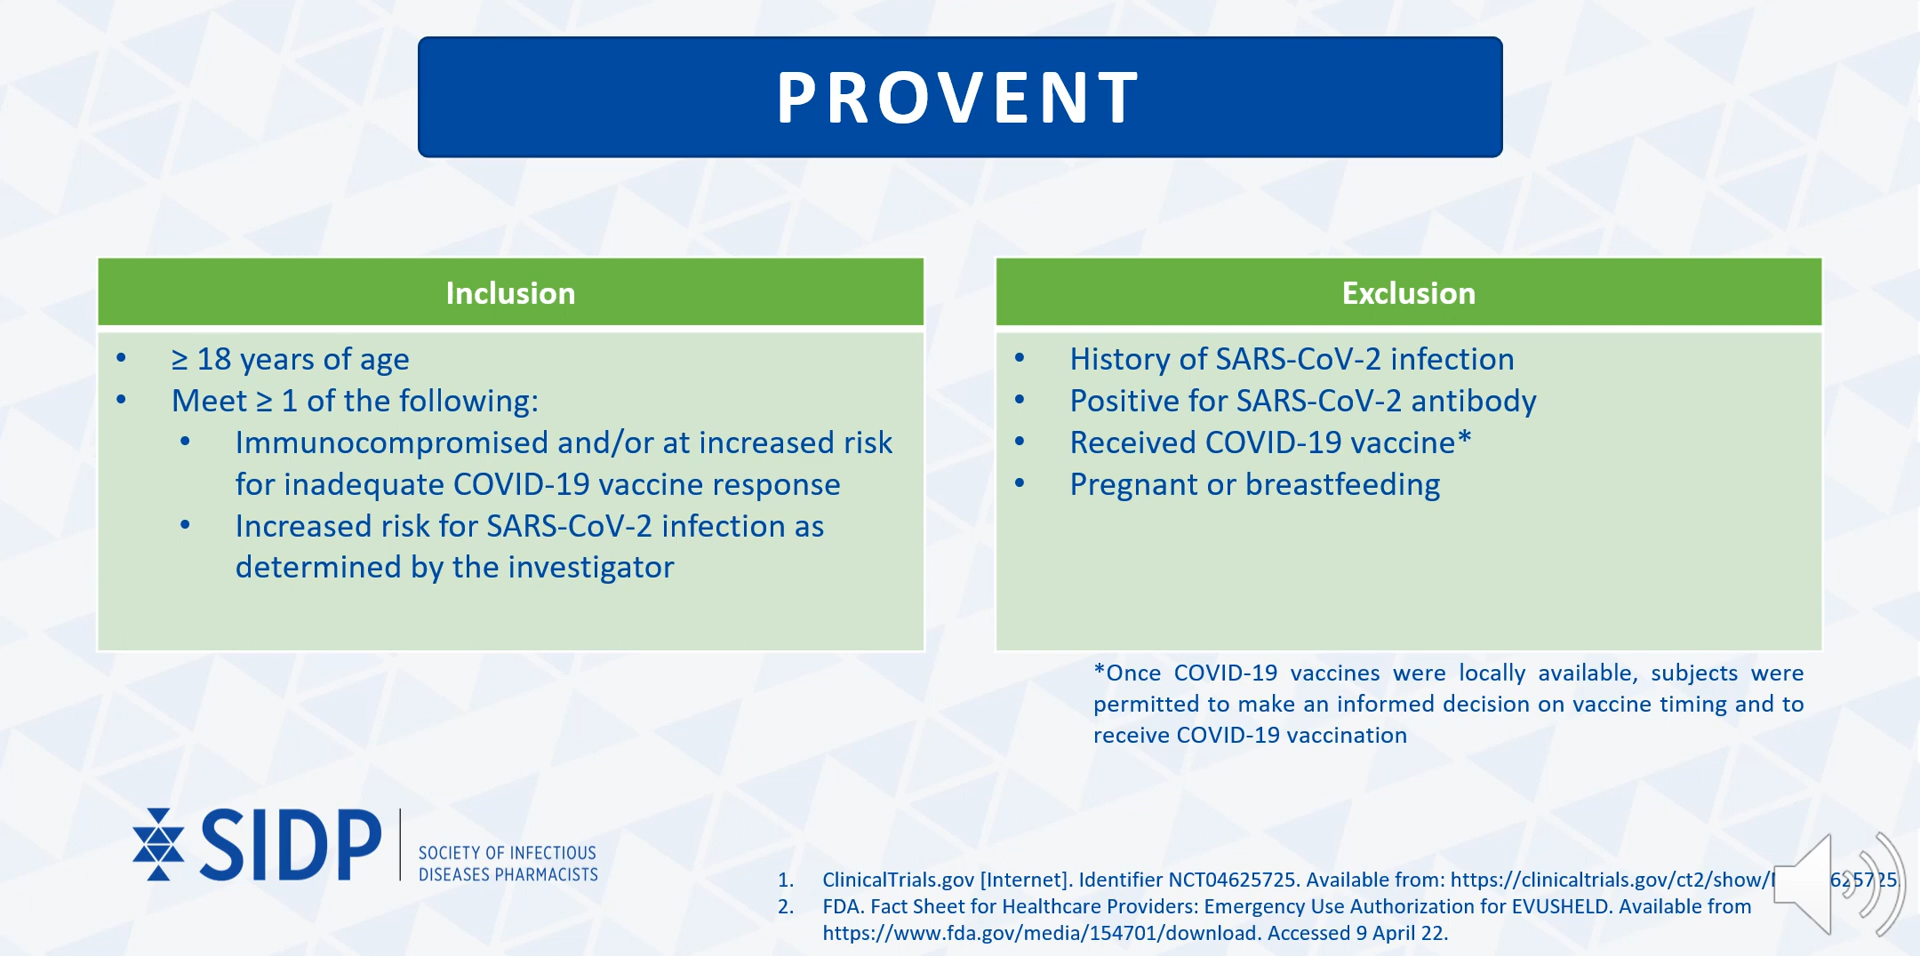 PROVENT
Inclusion
• ≥ 18 years of age
• Meet ≥ 1 of the following:
• Immunocompromised and/or at increased risk
for inadequate COVID-19 vaccine response
• Increased risk for SARS-CoV-2 infection as
determined by the investigator
Exclusion
• History of SARS-CoV-2 infection
• Positive for SARS-CoV-2 antibody
• Received COVID-19 vaccine*
• Pregnant or breastfeeding
*Once COVID-19 vaccines were locally available, subjects were
permitted to make an informed decision on vaccine timing and to
receive COVID-19 vaccination
SIDP
SOCIETY OF INFECTIOUS
DISEASES PHARMACISTS
1. ClinicalTrials.gov [Internet]. Identifier NCT04625725. Available from: https://clinicaltrials.gov/ct2/show/
2. FDA. Fact Sheet for Healthcare Providers: Emergency Use Authorization for EVUSHELD. Available from
https://www.fda.gov/media/154701/download. Accessed 9 April 22.